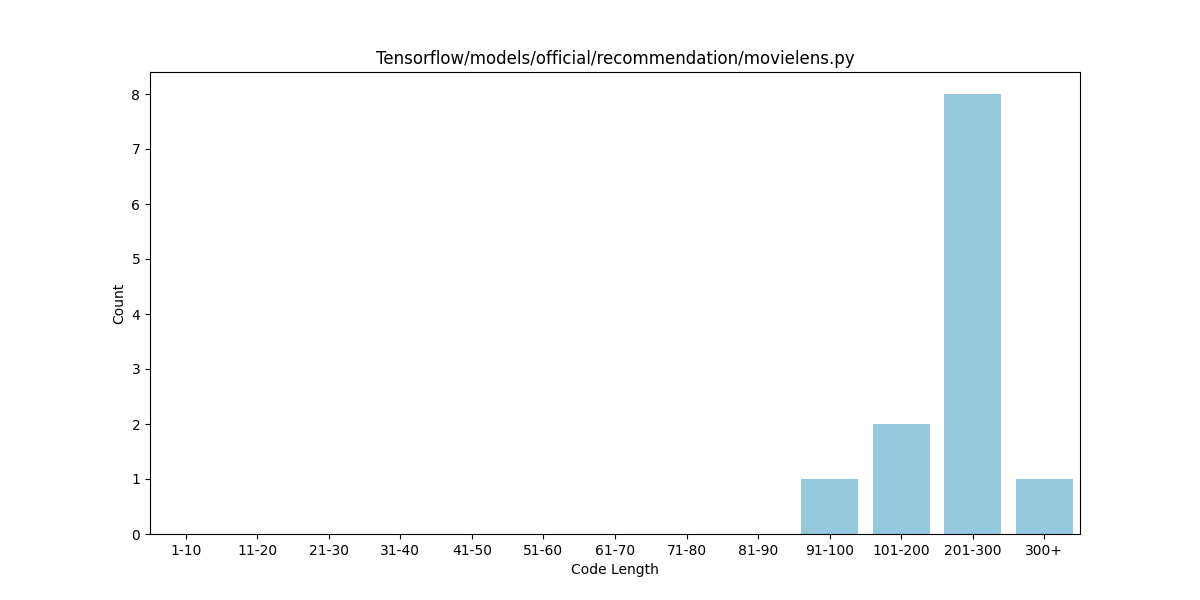 Tensorflow/models/official/recommendation/movielens.py
8
7
6
5
4
3
2
1
0
Count
1-10 11-20 21-30 31-40 41-50 51-60 61-70 71-80 81-90 91-100 101-200 201-300 300+
Code Length